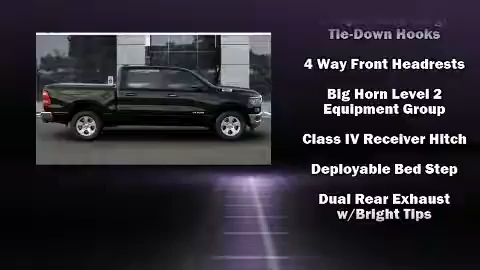 Tie-Down Hooks
4 Way Front Headrests
Big Horn Level 2
Equipment Group
Class IV Receiver Hitch
Deployable Bed Step
Dual Rear Exhaust
w/Bright Tips